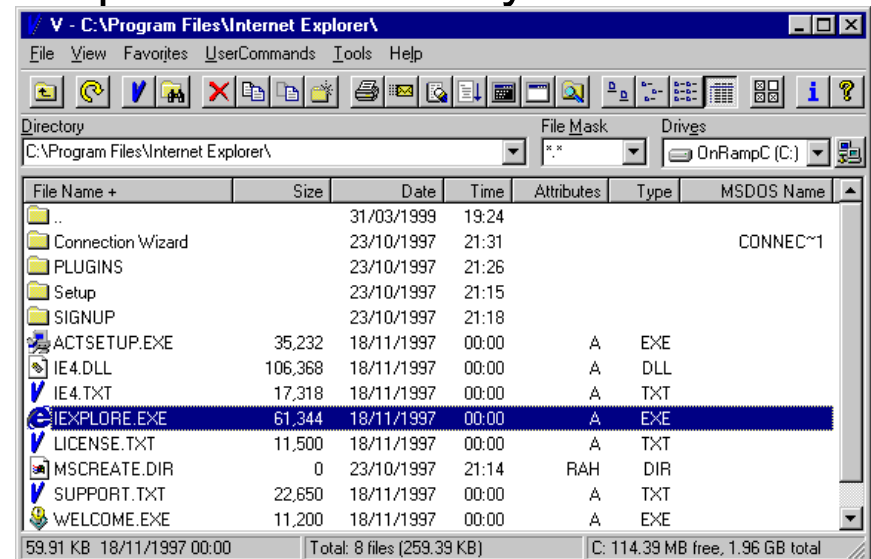 V - C:\Program Files\Internet Explorer\
File View Favorites UserCommands Tools Help
Directory File Mask Drives
C:\Program Files\Internet Explorer\ *.* OnRampC (C:)
File Name + Size Date Time Attributes Type MSDOS Name
.. 31/03/1999 19:24
Connection Wizard 23/10/1997 21:31 CONNEC~1
PLUGINS 23/10/1997 21:26
Setup 23/10/1997 21:15
SIGNUP 23/10/1997 21:18
ACTSETUP.EXE 35,232 18/11/1997 00:00 A EXE
IE4.DLL 106,368 18/11/1997 00:00 A DLL
IE4.TXT 17,318 18/11/1997 00:00 A TXT
IEXPLORE.EXE 61,344 18/11/1997 00:00 A EXE
LICENSE.TXT 11,500 18/11/1997 00:00 A TXT
MSCREATE.DIR 0 23/10/1997 21:14 RAH DIR
SUPPORT.TXT 22,650 18/11/1997 00:00 A TXT
WELCOME.EXE 11,200 18/11/1997 00:00 A EXE
59.91 KB 18/11/1997 00:00 Total: 8 files (259.39 KB) C: 114.39 MB free, 1.96 GB total